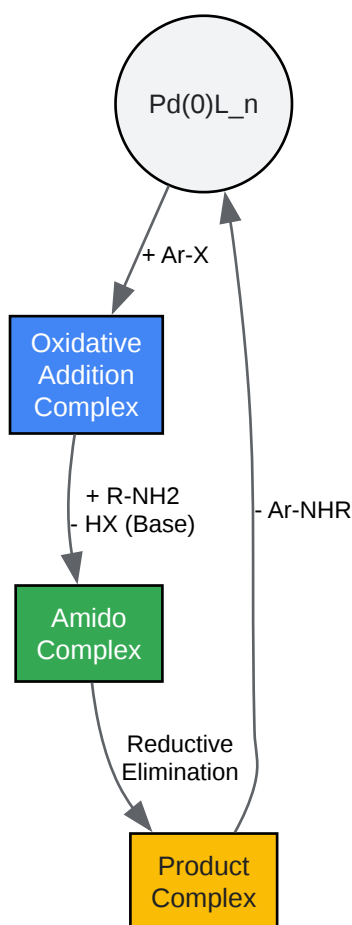 Pd(0)L_n
+ Ar-X
Oxidative
Addition
Complex
+ R-NH2
- HX (Base)
- Ar-NHR
Amido
Complex
Reductive
Elimination
Product
Complex